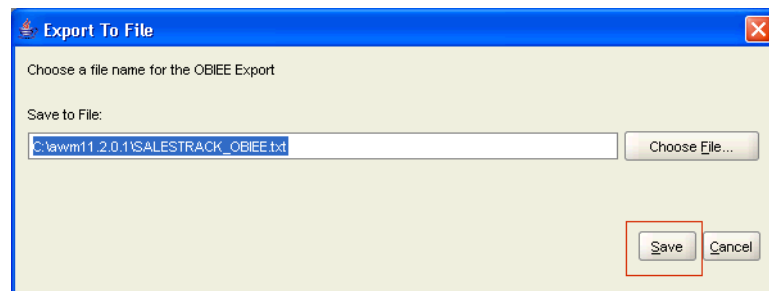 Export To File
Choose a file name for the OBIEE Export
Save to File:
C:\awm11.2.0.1\SALESTRACK_OBIEE.txt
Choose File...
Save Cancel